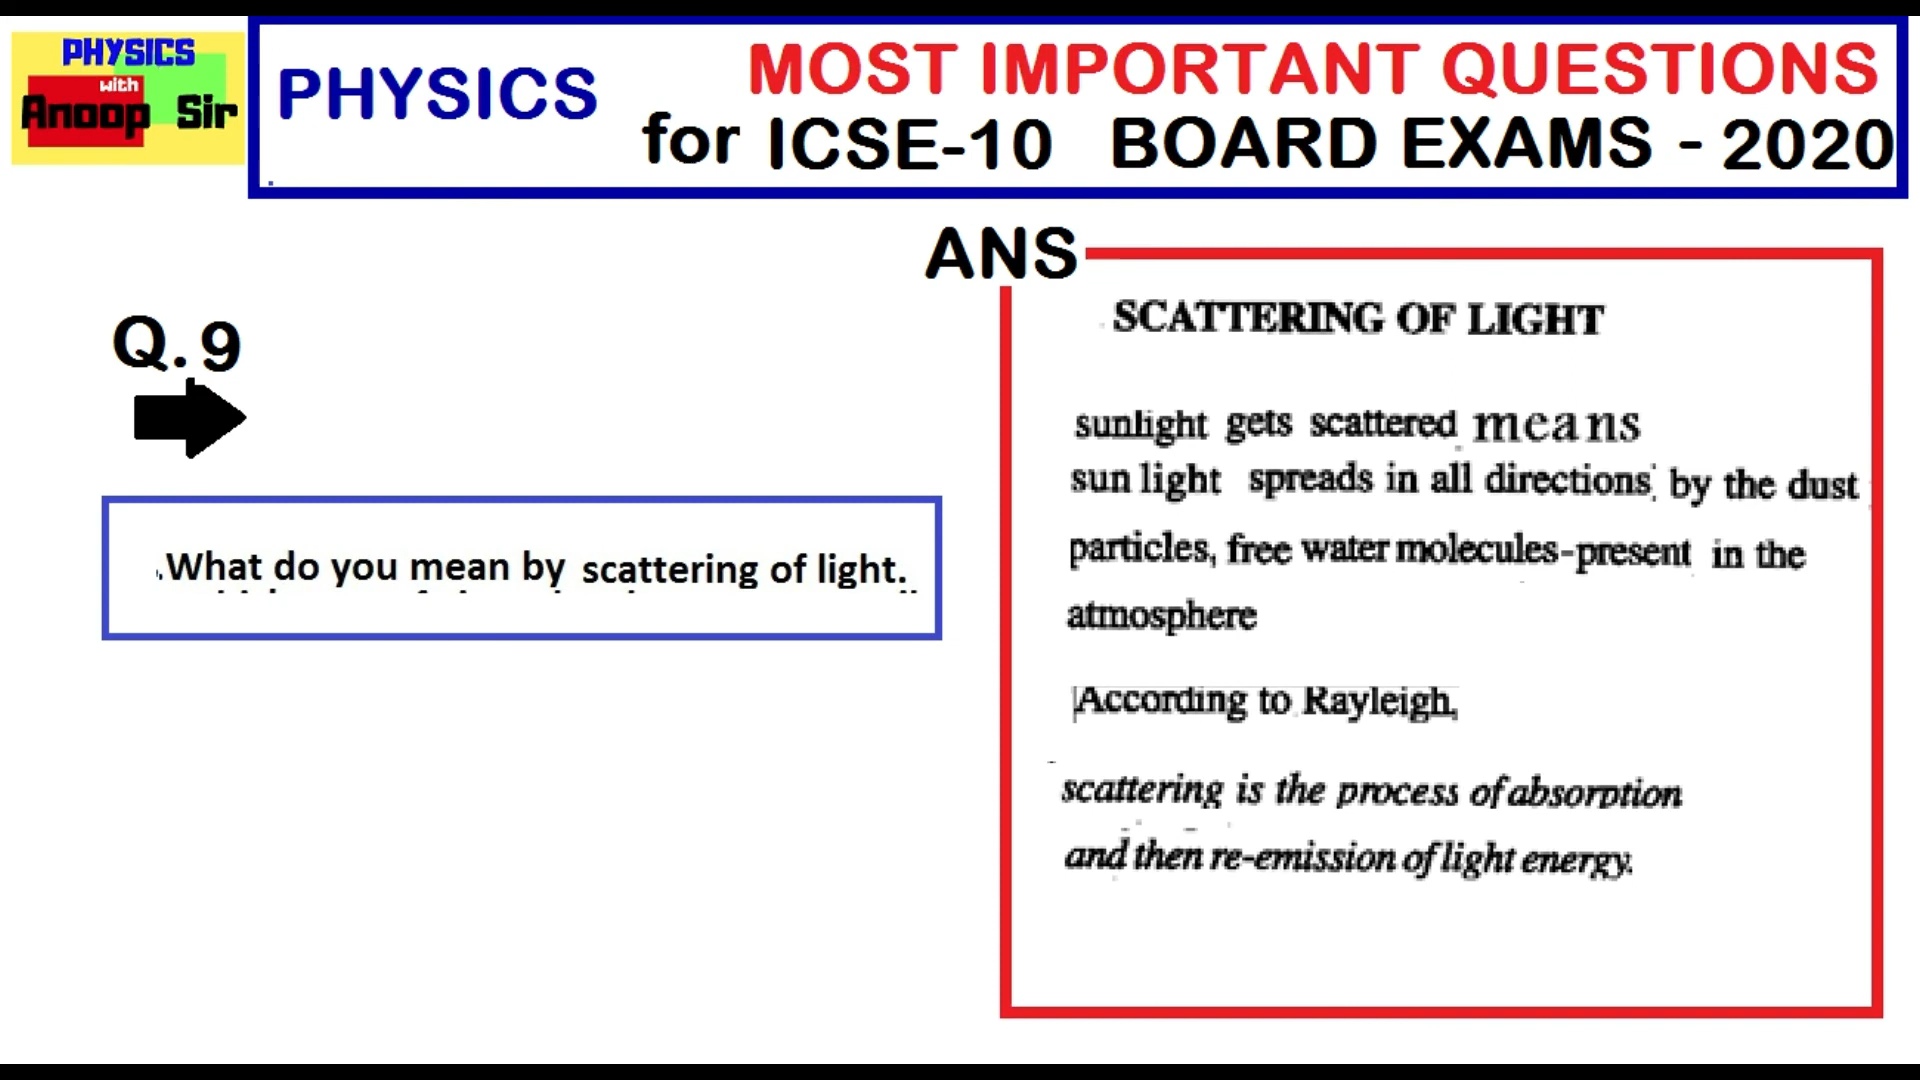 PHYSICS
with
Anoop Sir
PHYSICS
MOST IMPORTANT QUESTIONS
for ICSE-10 BOARD EXAMS - 2020
Q.9
.What do you mean by scattering of light.
ANS
SCATTERING OF LIGHT
sunlight gets scattered means
sun light spreads in all directions by the dust
particles, free water molecules-present in the
atmosphere
According to Rayleigh,
scattering is the process of absorption
and then re-emission of light energy.